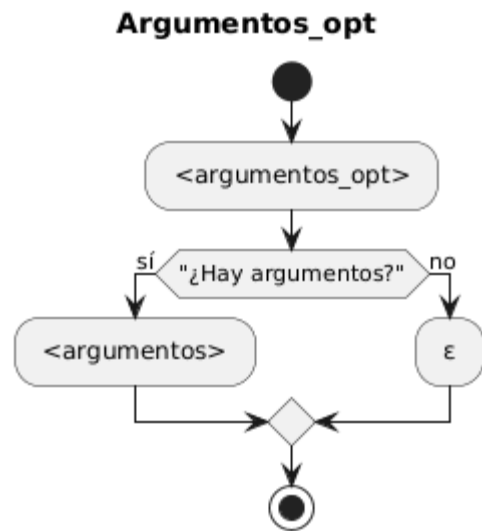 Argumentos_opt
<argumentos_opt>
sí
"¿Hay argumentos?"
no
<argumentos>
ε